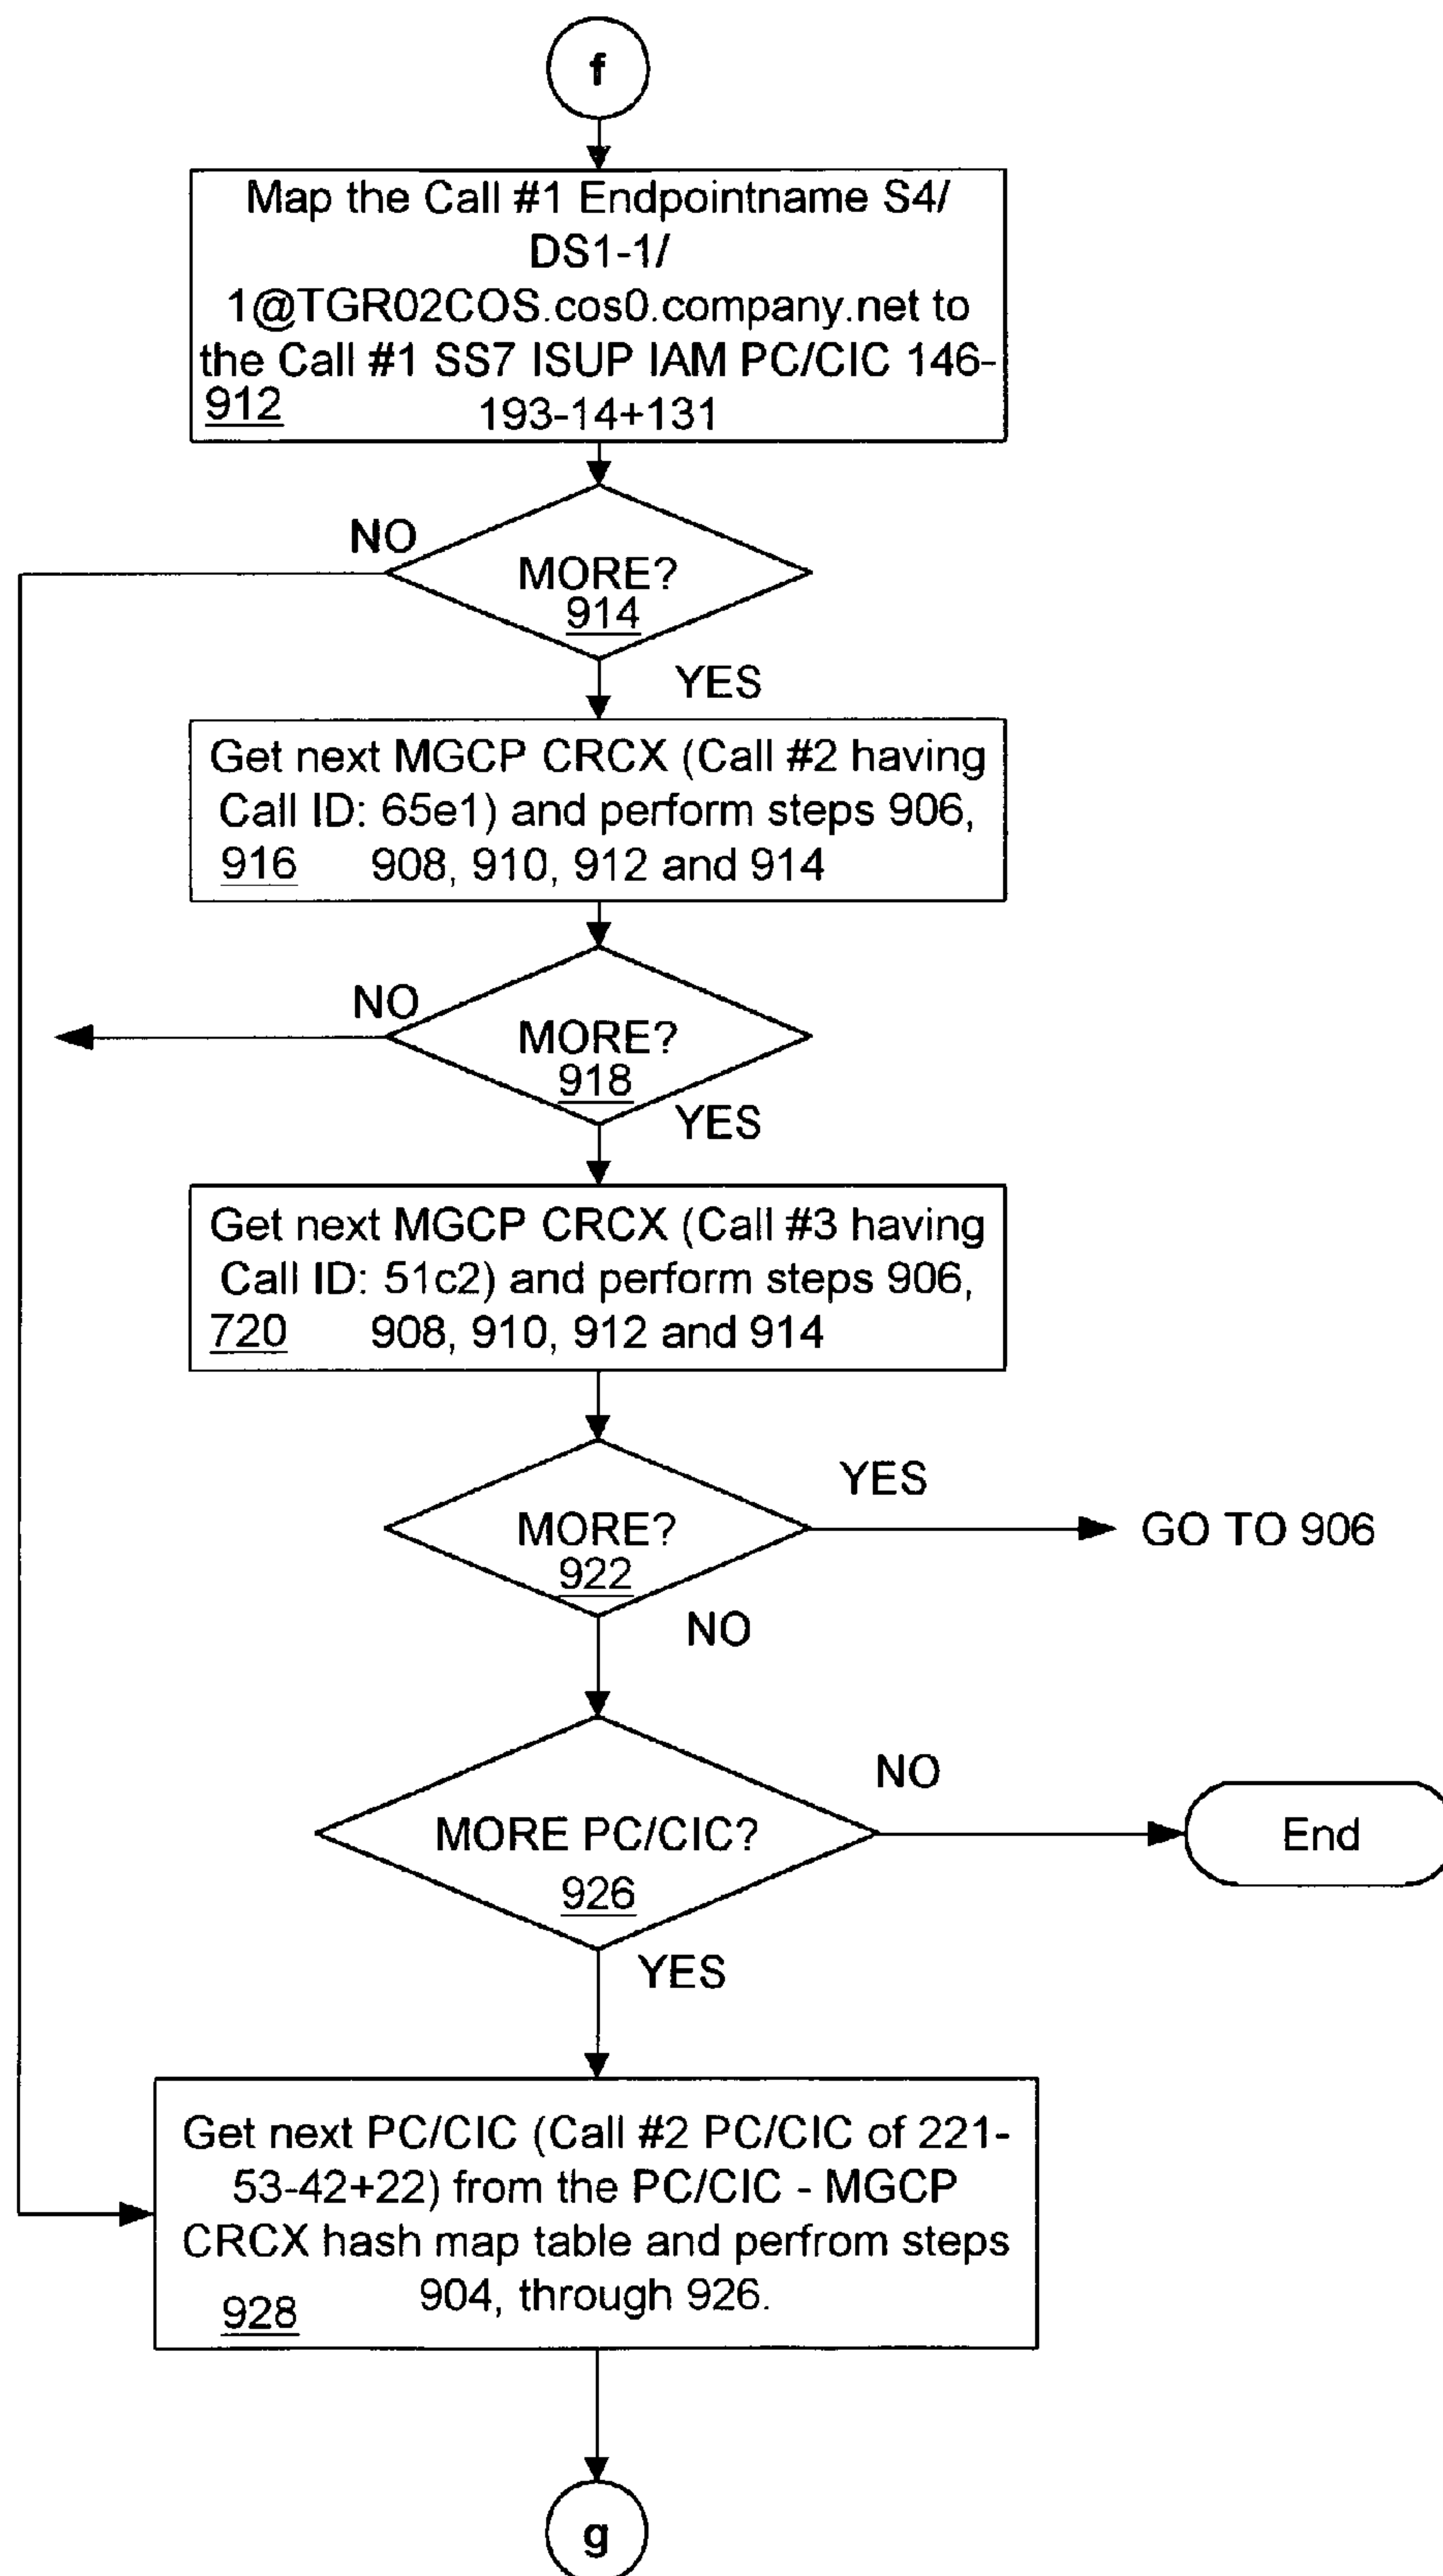 f
Map the Call #1 Endpointname S4/
DS1-1/
1@TGR02COS.cos0.company.net to
the Call #1 SS7 ISUP IAM PC/CIC 146-
912 193-14+131
NO
MORE?
914
YES
Get next MGCP CRCX (Call #2 having
Call ID: 65e1) and perform steps 906,
916 908, 910, 912 and 914
NO
MORE?
918
YES
Get next MGCP CRCX (Call #3 having
Call ID: 51c2) and perform steps 906,
720 908, 910, 912 and 914
YES
MORE?
GO TO 906
922
NO
NO
MORE PC/CIC?
End
926
YES
Get next PC/CIC (Call #2 PC/CIC of 221-
53-42+22) from the PC/CIC - MGCP
CRCX hash map table and perfrom steps
928 904, through 926.
g